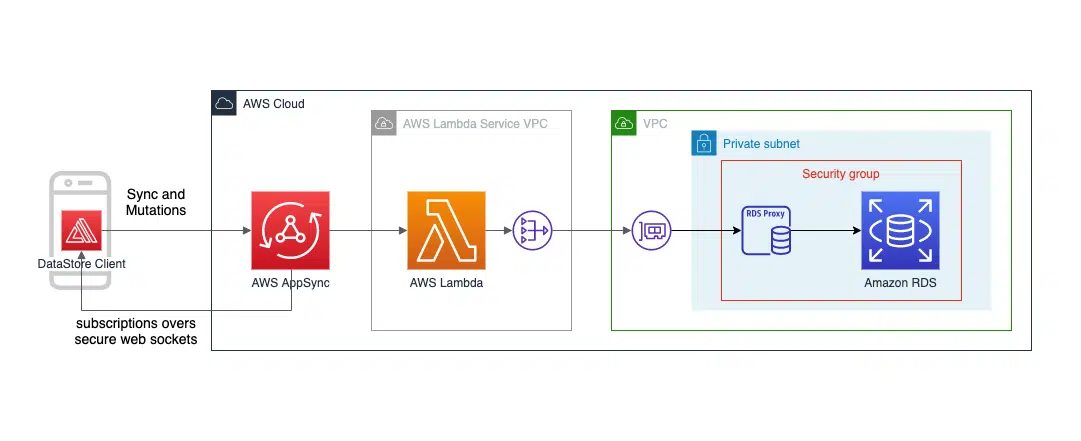 AWS Cloud
AWS Lambda Service VPC
VPC
Private subnet
Security group
Sync and
Mutations
RDS Proxy
DataStore Client
AWS AppSync
AWS Lambda
Amazon RDS
subscriptions overs
secure web sockets